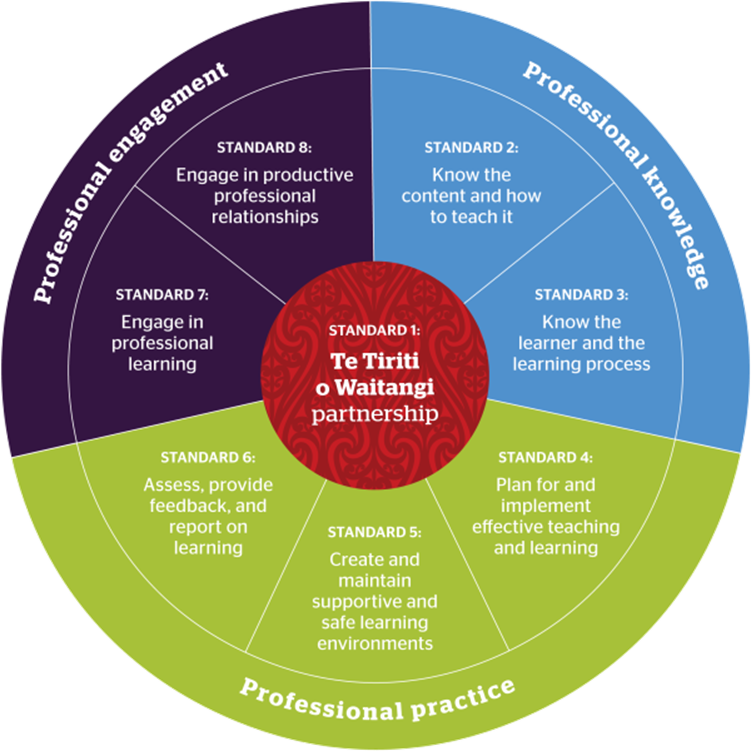 Professional engagement
Professional knowledge
STANDARD 8:
Engage in productive
professional
relationships
STANDARD 2:
Know the
content and how
to teach it
STANDARD 7:
Engage in
professional
learning
STANDARD 3:
Know the
learner and the
learning process
STANDARD 1:
Te Tiriti
o Waitangi
partnership
STANDARD 6:
Assess, provide
feedback, and
report on
learning
STANDARD 4:
Plan for and
implement
effective teaching
and learning
STANDARD 5:
Create and
maintain
supportive and
safe learning
environments
Professional practice